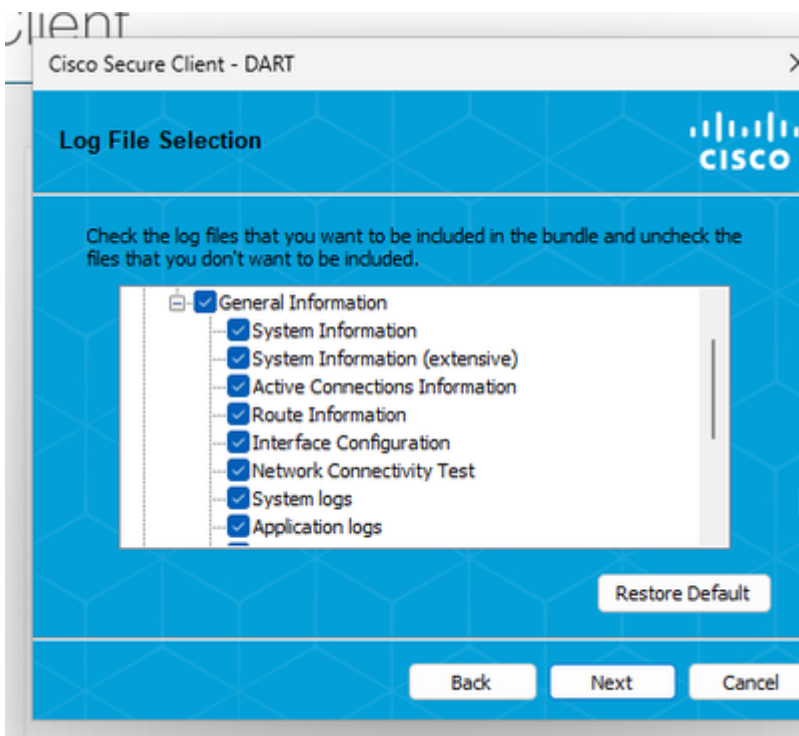 Client
Cisco Secure Client - DART
Log File Selection
CISCO
Check the log files that you want to be included in the bundle and uncheck the
files that you don't want to be included.
General Information
System Information
System Information (extensive)
Active Connections Information
Route Information
Interface Configuration
Network Connectivity Test
System logs
Application logs
Restore Default
Back
Next
Cancel